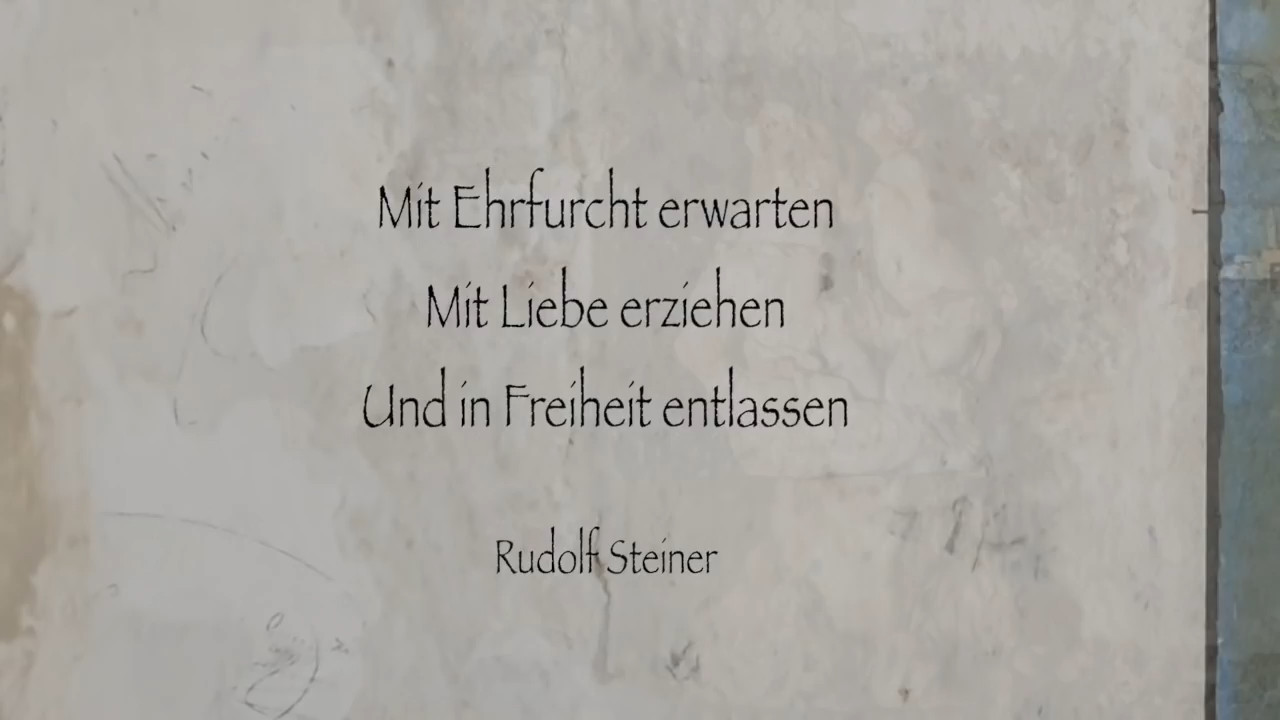 Mit Ehrfurcht erwarten
Mit Liebe erziehen
Und in Freiheit entlassen
Rudolf Steiner